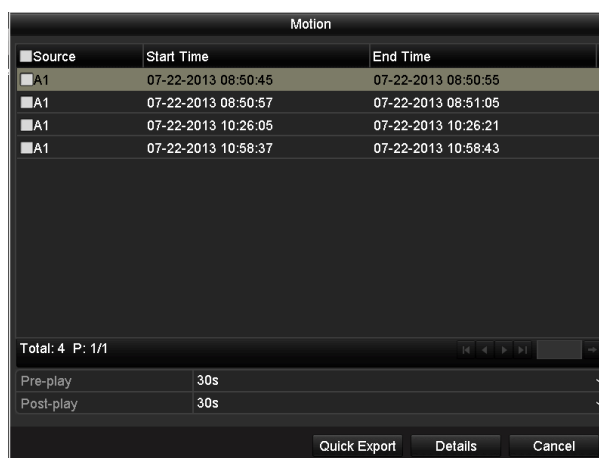 Motion
Source Start Time End Time
A1 07-22-2013 08:50:45 07-22-2013 08:50:55
A1 07-22-2013 08:50:57 07-22-2013 08:51:05
A1 07-22-2013 10:26:05 07-22-2013 10:26:21
A1 07-22-2013 10:58:37 07-22-2013 10:58:43
Total: 4 P: 1/1
Pre-play 30s
Post-play 30s
Quick Export Details Cancel